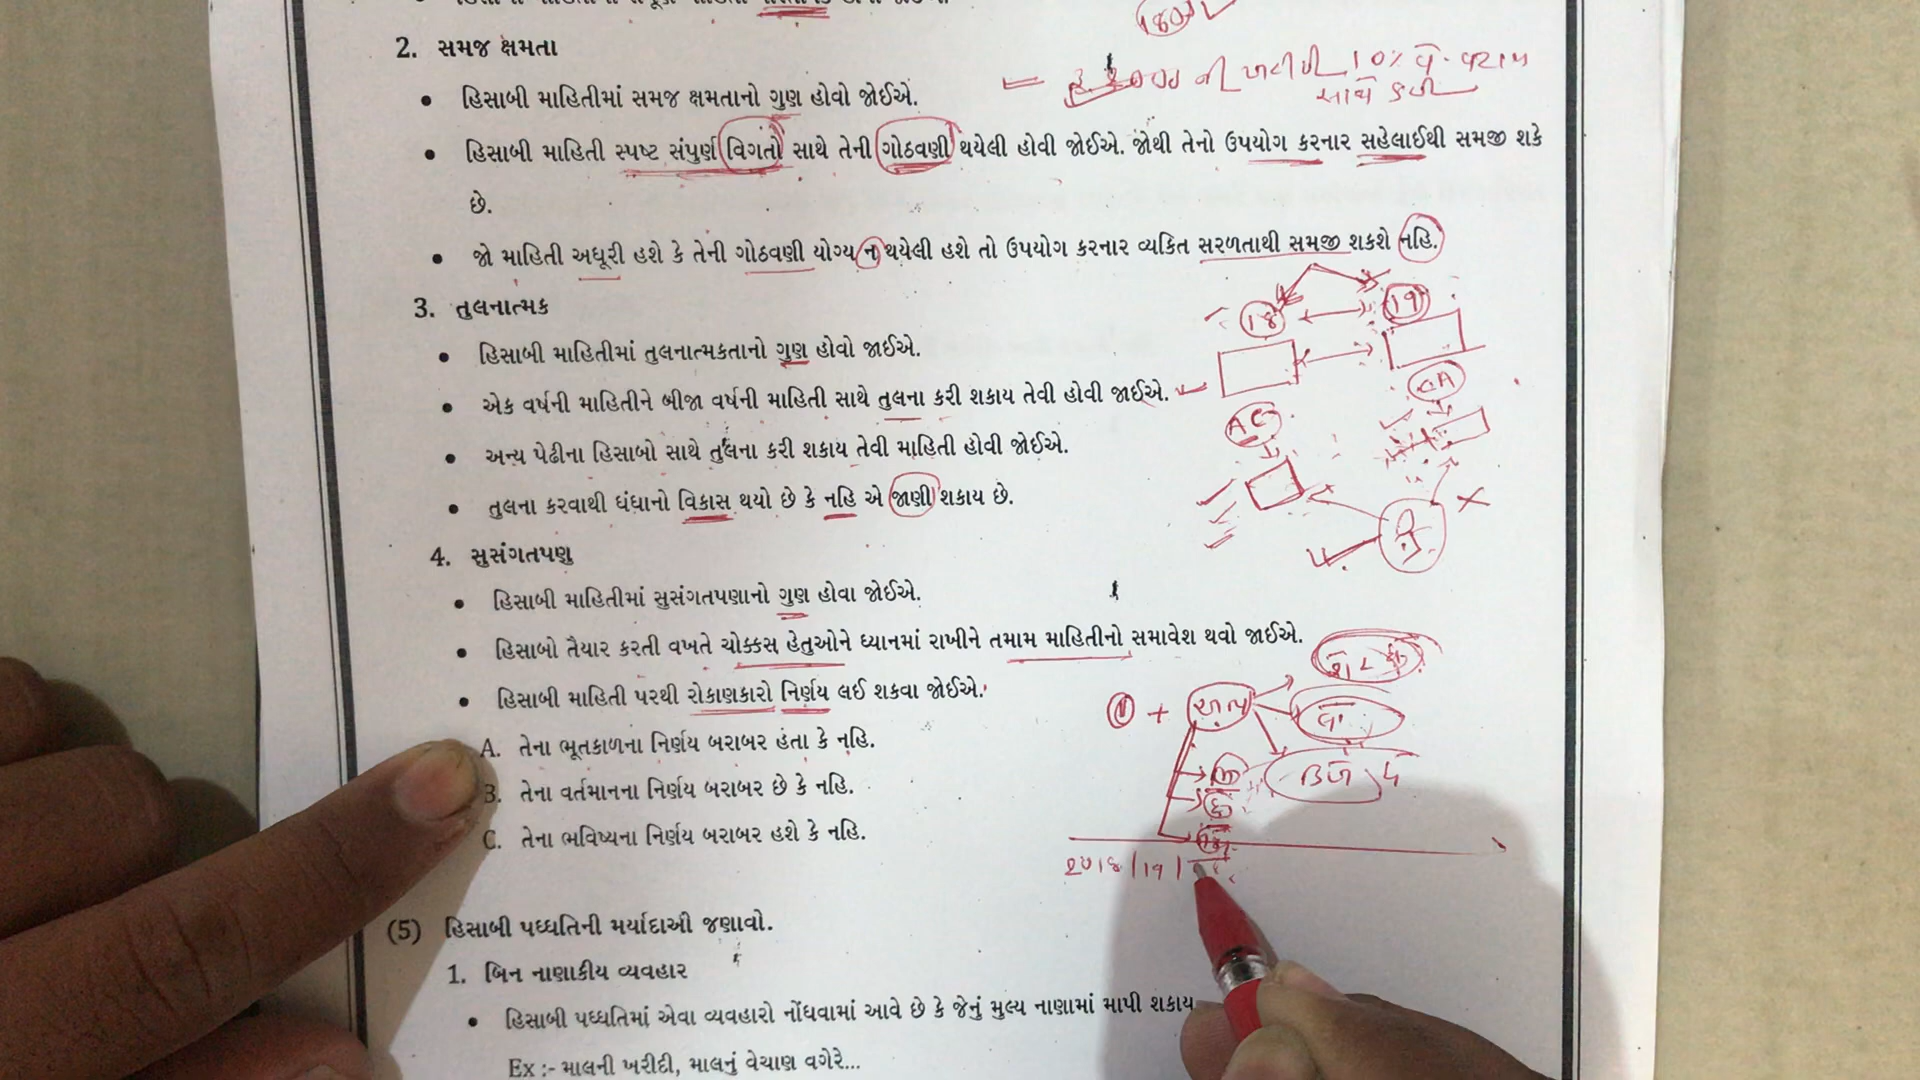 2. સમજ ક્ષમતા
• હિસાબી માહિતીમાં સમજ ક્ષમતાનો ગુણ હોવો જોઈએ.
10%
• હિસાબી માહિતી સ્પષ્ટ સંપુર્ણ વિગતો સાથે તેની ગોઠવણી થયેલી હોવી જોઈએ. જેથી તેનો ઉપયોગ કરનાર સહેલાઈથી સમજી શકે
છે.
• જો માહિતી અધૂરી હશે કે તેની ગોઠવણી યોગ્ય ન થયેલી હશે તો ઉપયોગ કરનાર વ્યકિત સરળતાથી સમજી શકશે નહિ.
3. તુલનાત્મક
18 19
• હિસાબી માહિતીમાં તુલનાત્મકતાનો ગુણ હોવો જાઈએ.
• એક વર્ષની માહિતીને બીજા વર્ષની માહિતી સાથે તુલના કરી શકાય તેવી હોવી જાઈએ.
• અન્ય પેઢીના હિસાબો સાથે તુલના કરી શકાય તેવી માહિતી હોવી જોઈએ.
• તુલના કરવાથી ધંધાનો વિકાસ થયો છે કે નહિ એ જાણી શકાય છે.
4. સુસંગતપણુ
• હિસાબી માહિતીમાં સુસંગતપણાનો ગુણ હોવા જોઈએ.
• હિસાબો તૈયાર કરતી વખતે ચોક્કસ હેતુઓને ધ્યાનમાં રાખીને તમામ માહિતીનો સમાવેશ થવો જાઈએ.
• હિસાબી માહિતી પરથી રોકાણકારો નિર્ણય લઈ શકવા જોઈએ.
A. તેના ભૂતકાળના નિર્ણય બરાબર હતા કે નહિ.
B. તેના વર્તમાનના નિર્ણય બરાબર છે કે નહિ.
C. તેના ભવિષ્યના નિર્ણય બરાબર હશે કે નહિ.
(5) હિસાબી પધ્ધતિની મર્યાદાઓ જણાવો.
1. બિન નાણાકીય વ્યવહાર
• હિસાબી પધ્ધતિમાં એવા વ્યવહારો નોંધવામાં આવે છે કે જેનું મુલ્ય નાણામાં માપી શકાય
Ex :- માલની ખરીદી, માલનું વેચાણ વગેરે...